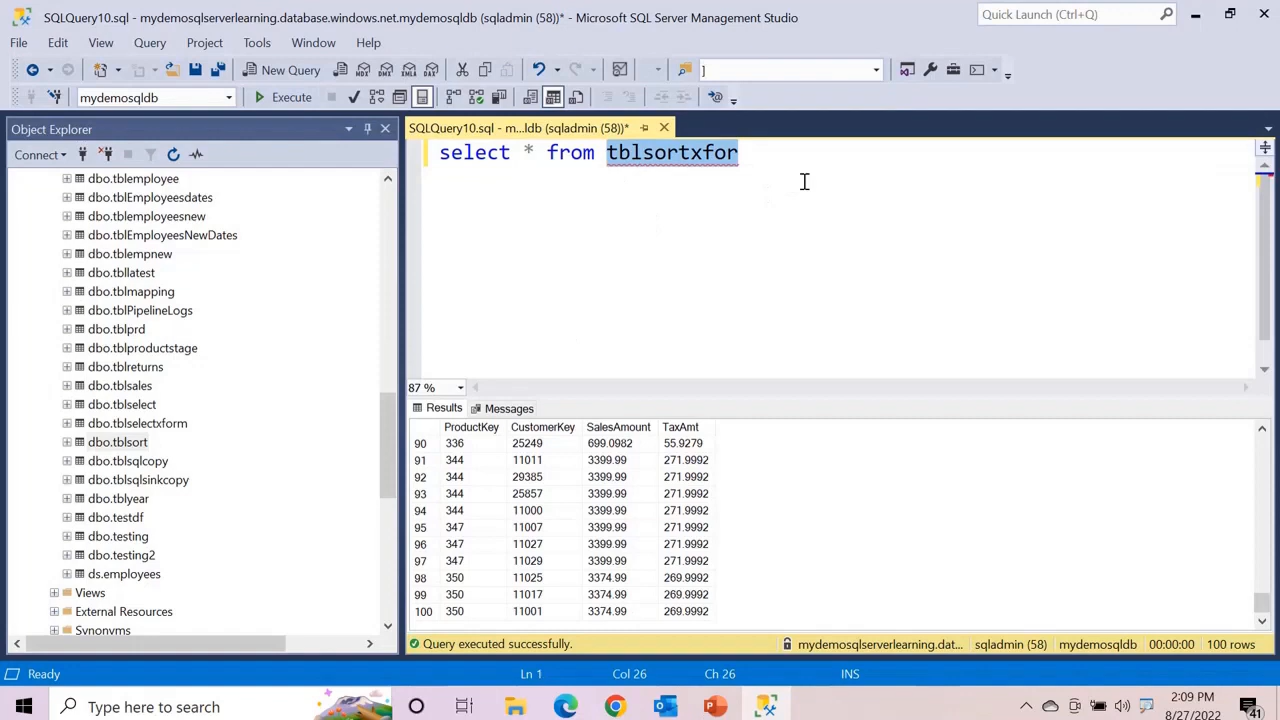 SQLQuery10.sql - mydemosqlserverlearning.database.windows.net.mydemosqldb (sqladmin (58))* - Microsoft SQL Server Management Studio
Quick Launch (Ctrl+Q)
File Edit View Query Project Tools Window Help
New Query MDX DMX XMLA DAX ]
mydemosqldb Execute
Object Explorer
SQLQuery10.sql - m...ldb (sqladmin (58))*
Connect
select * from tblsortxfor
dbo.tblemployee
dbo.tblEmployeesdates
dbo.tblemployeesnew
dbo.tblEmployeesNewDates
dbo.tblempnew
dbo.tbllatest
dbo.tblmapping
dbo.tblPipelineLogs
dbo.tblprd
dbo.tblproductstage
dbo.tblreturns
dbo.tblsales
dbo.tblselect
dbo.tblselectxform
dbo.tblsort
dbo.tblsqlcopy
dbo.tblsqlsinkcopy
dbo.tblyear
dbo.testdf
dbo.testing
dbo.testing2
ds.employees
Views
External Resources
Synonyms
87 %
Results Messages
ProductKey CustomerKey SalesAmount TaxAmt
90 336 25249 699.0982 55.9279
91 344 11011 3399.99 271.9992
92 344 29385 3399.99 271.9992
93 344 25857 3399.99 271.9992
94 344 11000 3399.99 271.9992
95 347 11007 3399.99 271.9992
96 347 11027 3399.99 271.9992
97 347 11029 3399.99 271.9992
98 350 11025 3374.99 269.9992
99 350 11017 3374.99 269.9992
100 350 11001 3374.99 269.9992
Query executed successfully. mydemosqlserverlearning.dat... sqladmin (58) mydemosqldb 00:00:00 100 rows
Ready Ln 1 Col 26 Ch 26 INS
Type here to search
2:09 PM
8/27/2022
41